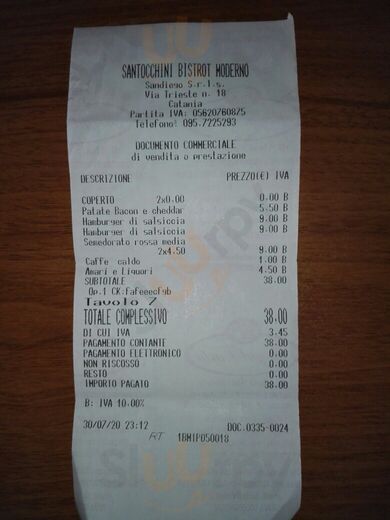 SANTOCCHINI BISTROT MODERNO
Sandiego S.r.l.s.
Via Trieste n. 18
Catania
Partita IVA: 05620760875
Telefono: 095.7225293
DOCUMENTO COMMERCIALE
di vendita o prestazione
DESCRIZIONE PREZZO(€) IVA
COPERTO 2x0.00 0.00 B
Patate Bacon e cheddar 5.50 B
Hamburger di salsiccia 9.00 B
Hamburger di salsiccia 9.00 B
Semedorato rossa media
2x4.50 9.00 B
Caffe' caldo 1.00 B
Amari e Liquori 4.50 B
SUBTOTALE 38.00
Op.1 CK:fafeeecf9b
Tavolo 7
TOTALE COMPLESSIVO 38.00
DI CUI IVA 3.45
PAGAMENTO CONTANTE 38.00
PAGAMENTO ELETTRONICO 0.00
NON RISCOSSO 0.00
RESTO 0.00
IMPORTO PAGATO 38.00
B: IVA 10.00%
30/07/20 23:12 DOC.0335-0024
RT 1BMTP050018